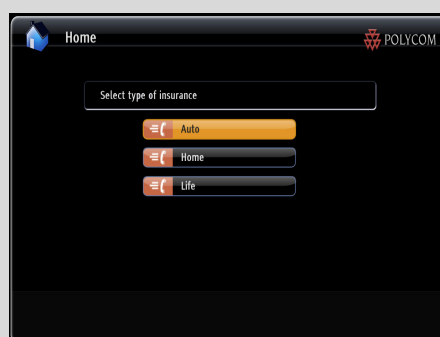 Home
POLYCOM
Select type of insurance
Auto
Home
Life